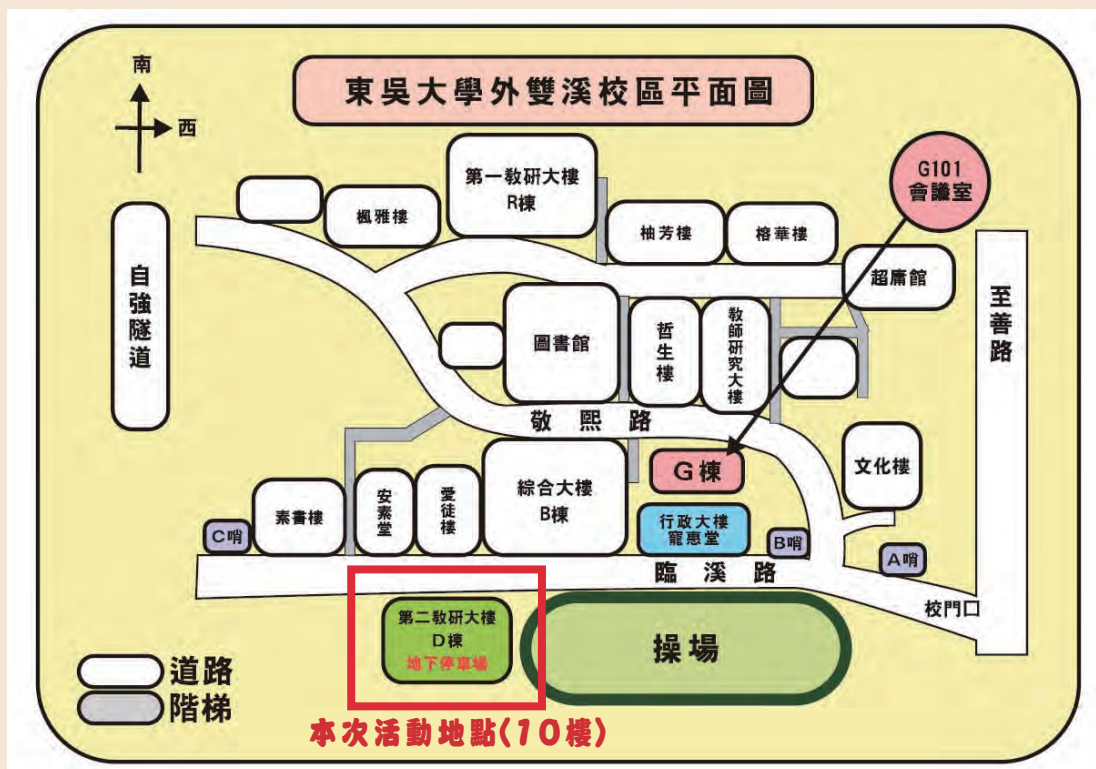 東吳大學外雙溪校區平面圖
南
西
自強隧道
楓雅樓
第一教研大樓
R棟
柚芳樓
榕華樓
G101
會議室
超庸館
至善路
圖書館
哲生樓
教師研究大樓
敬熙路
G棟
文化樓
C哨
素書樓
安素堂
愛徒樓
綜合大樓
B棟
行政大樓
寵惠堂
B哨
A哨
臨溪路
校門口
第二教研大樓
D棟
地下停車場
操場
道路
階梯
本次活動地點(10樓)